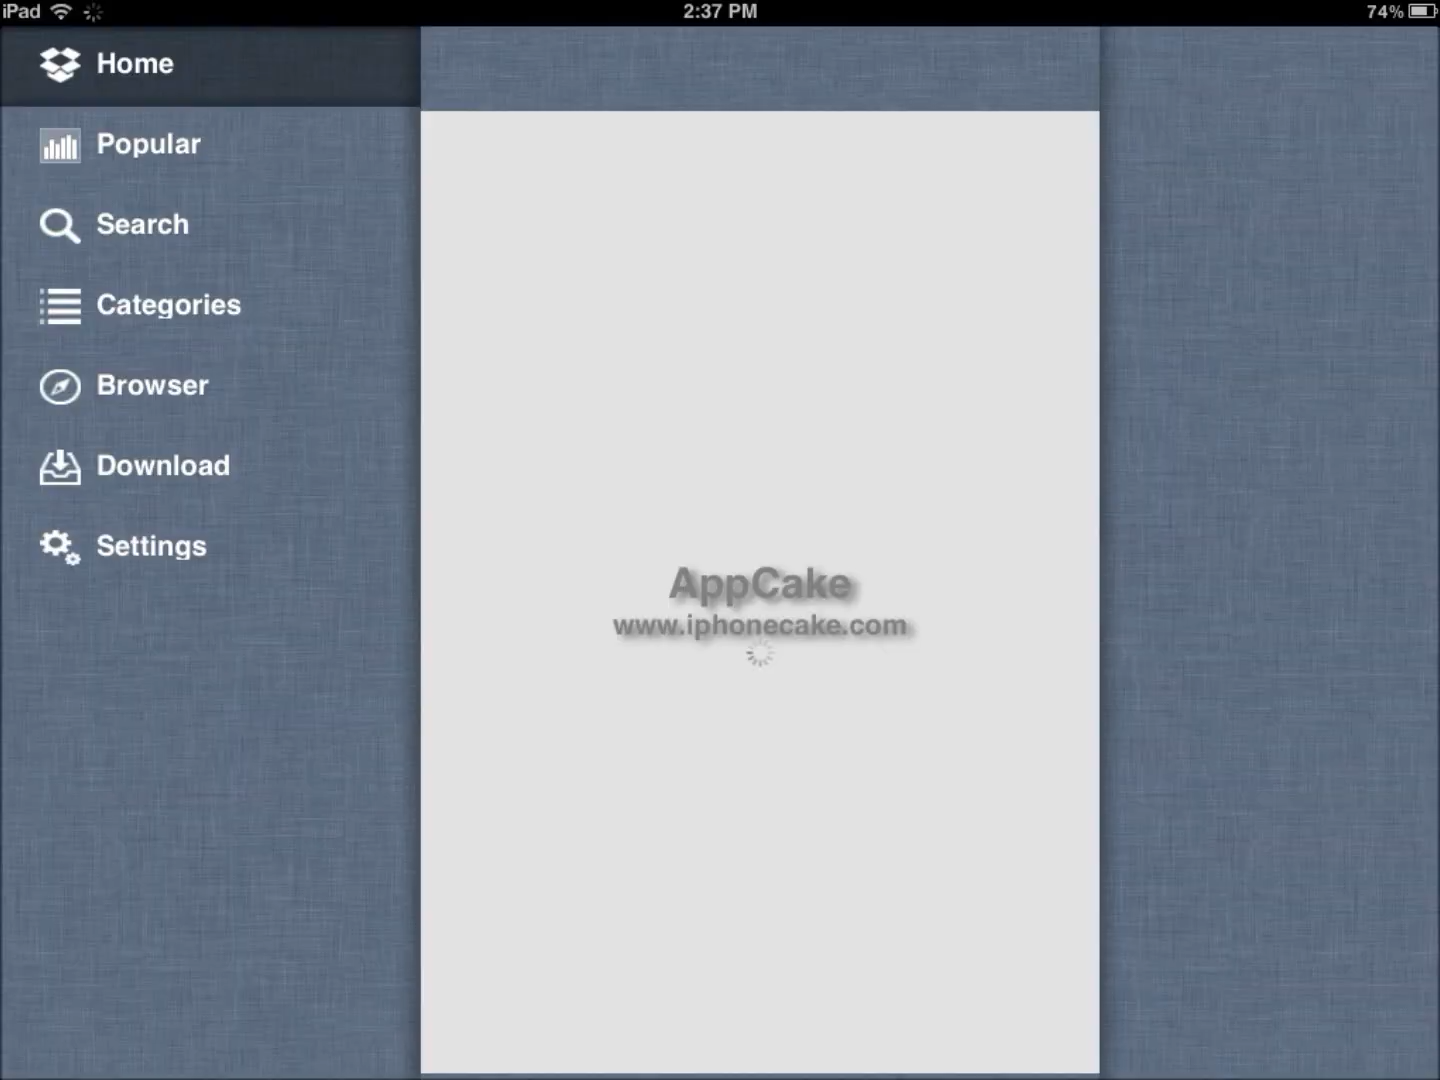 iPad 2:37 PM 74%
Home
Popular
Search
Categories
Browser
Download
Settings
AppCake
www.iphonecake.com